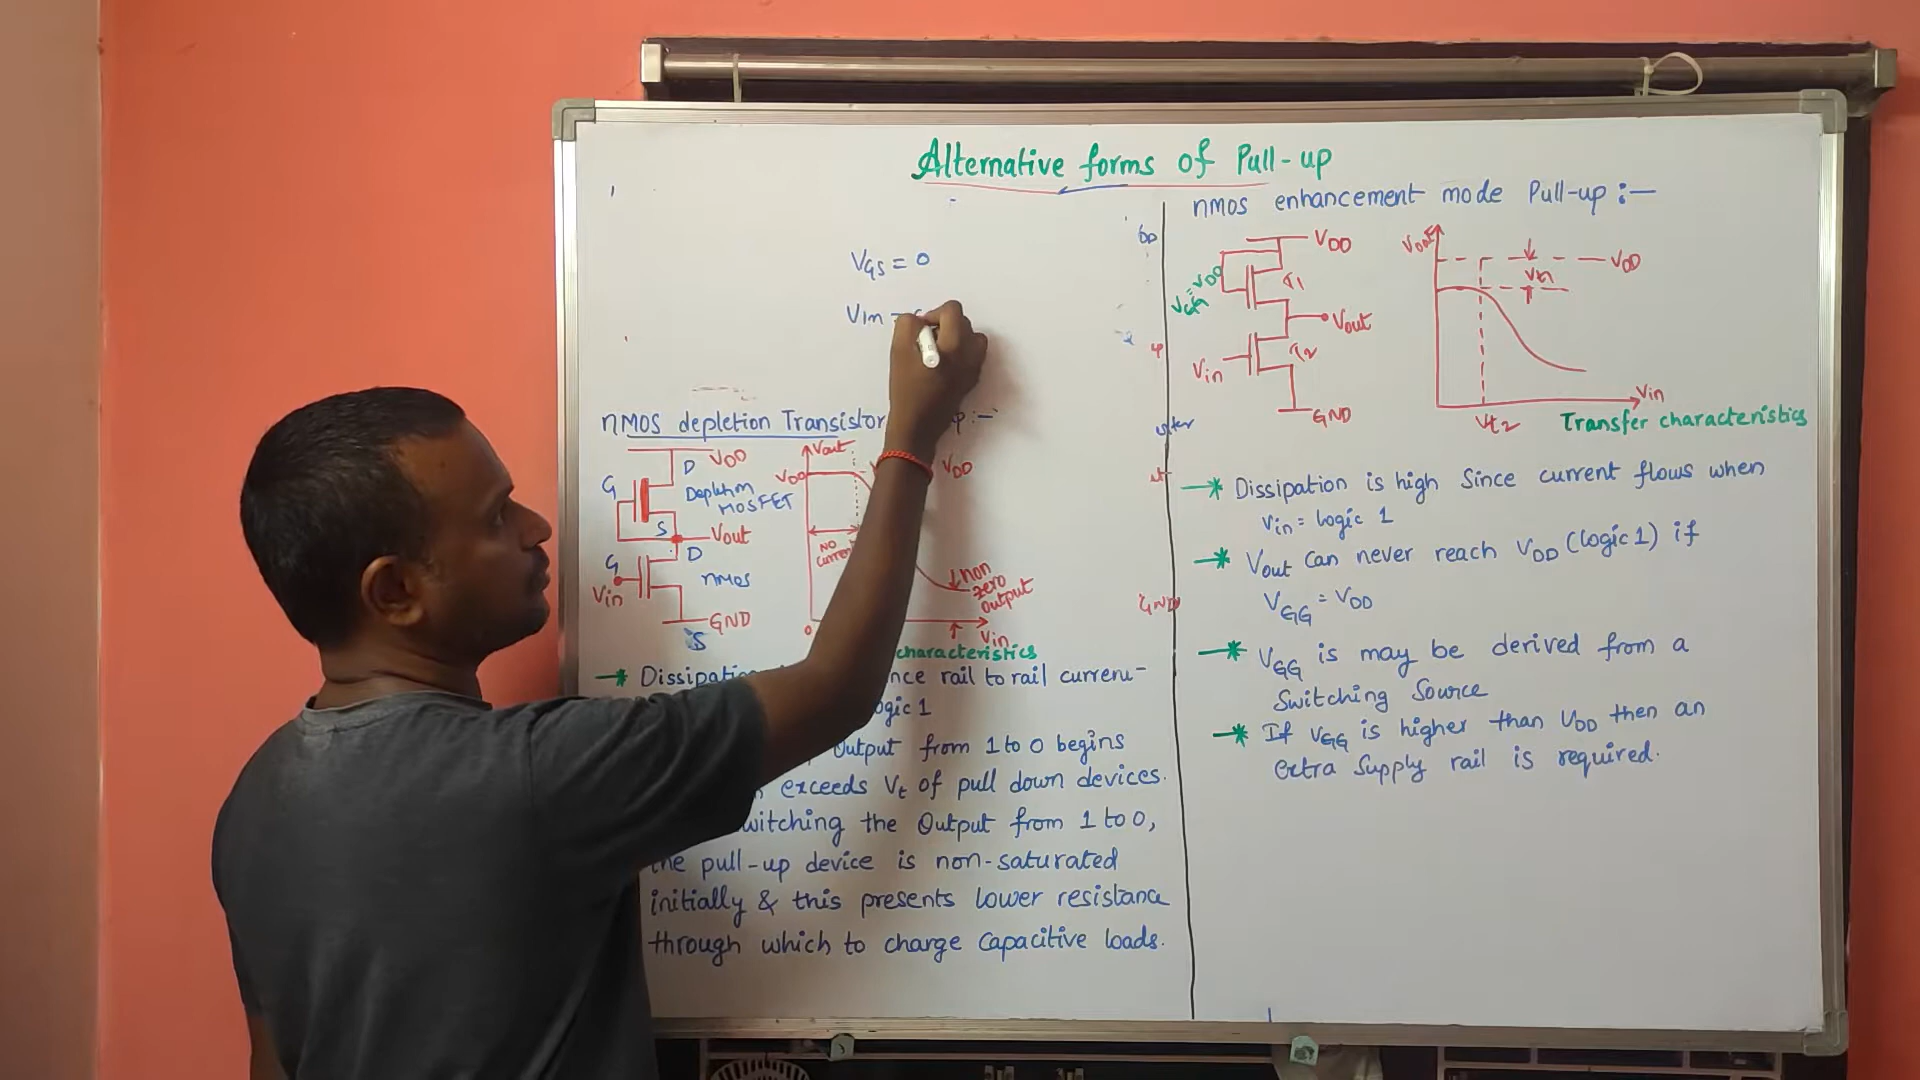 Alternative forms of Pull-up
VGS = 0
Vin =
nMOS depletion Transistor
VDD
D
G
Depletion
MOSFET
S
Vout
D
G
nMOS
Vin
GND
S
Vout
VDD
VDD
NO
current
non
zero
output
0
Vin
characteristics
Dissipation nce rail to rail current-
ogic 1
Output from 1 to 0 begins
exceeds Vt of pull down devices.
witching the Output from 1 to 0,
the pull-up device is non-saturated
initially & this presents lower resistance
through which to charge capacitive loads.
GND
nMOS enhancement mode Pull-up :-
VDD
VGG = VDD
T1
Vout
T2
Vin
GND
VDD
Vin
Vt2
Transfer characteristics
Dissipation is high Since current flows when
Vin = logic 1
Vout can never reach VDD (logic 1) if
VGG = VDD
VGG is may be derived from a
Switching Source
If VGG is higher than VDD then an
extra supply rail is required.